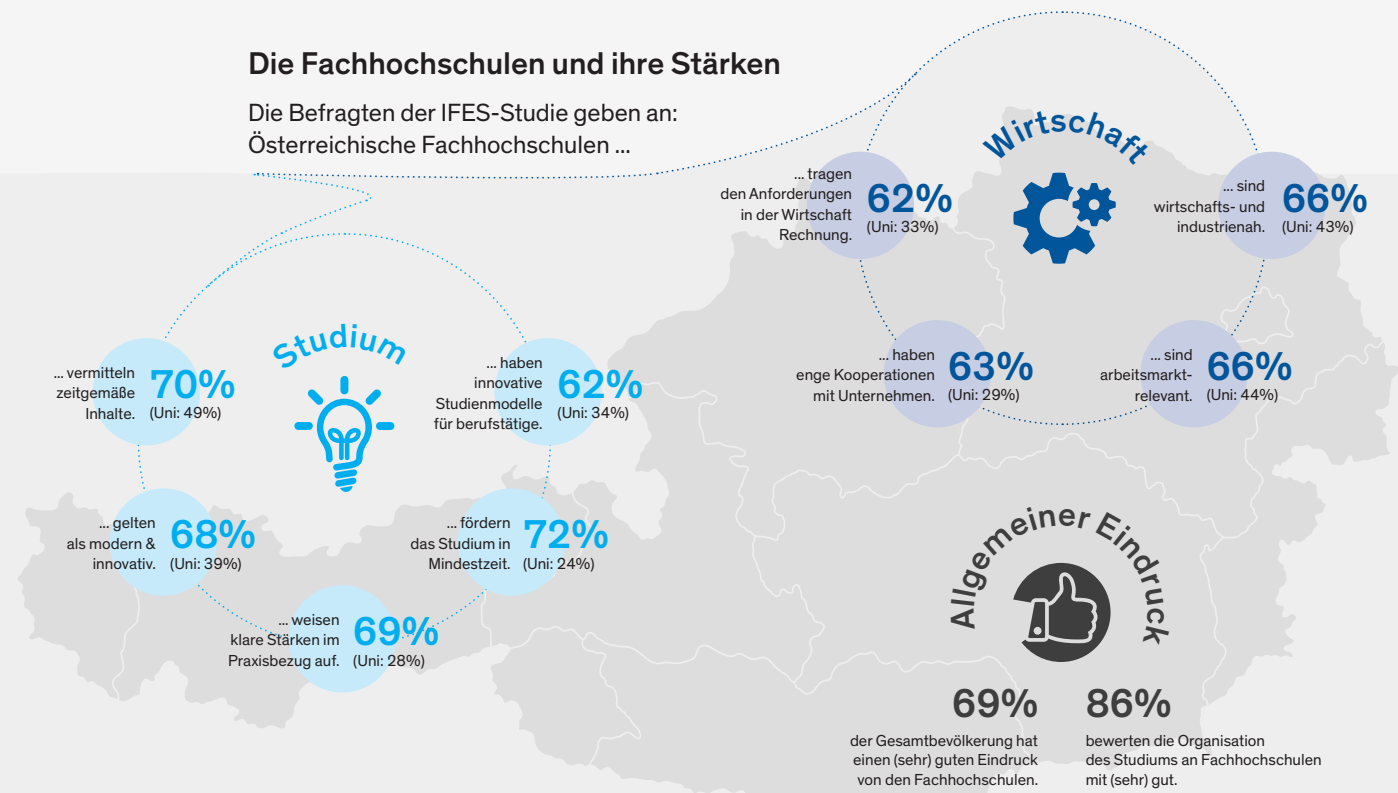 Die Fachhochschulen und ihre Stärken
Die Befragten der IFES-Studie geben an:
Österreichische Fachhochschulen ...
Studium
... vermitteln
zeitgemäße
Inhalte.
70%
(Uni: 49%)
... haben
innovative
Studienmodelle
für berufstätige.
62%
(Uni: 34%)
... gelten
als modern &
innovativ.
68%
(Uni: 39%)
... fördern
das Studium in
Mindestzeit.
72%
(Uni: 24%)
... weisen
klare Stärken im
Praxisbezug auf.
69%
(Uni: 28%)
Wirtschaft
... tragen
den Anforderungen
in der Wirtschaft
Rechnung.
62%
(Uni: 33%)
... sind
wirtschafts- und
industrienah.
66%
(Uni: 43%)
... haben
enge Kooperationen
mit Unternehmen.
63%
(Uni: 29%)
... sind
arbeitsmarkt-
relevant.
66%
(Uni: 44%)
Allgemeiner Eindruck
69%
der Gesamtbevölkerung hat
einen (sehr) guten Eindruck
von den Fachhochschulen.
86%
bewerten die Organisation
des Studiums an Fachhochschulen
mit (sehr) gut.